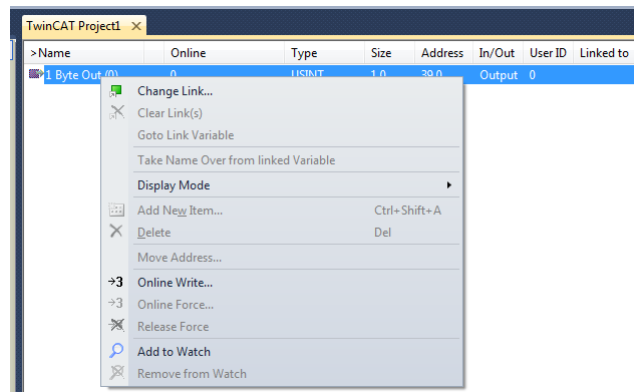 TwinCAT Project1
>Name Online Type Size Address In/Out User ID Linked to
1 Byte Out (0) 0 USINT 1.0 39.0 Output 0
Change Link...
Clear Link(s)
Goto Link Variable
Take Name Over from linked Variable
Display Mode
Add New Item... Ctrl+Shift+A
Delete Del
Move Address...
→3 Online Write...
→3 Online Force...
Release Force
Add to Watch
Remove from Watch